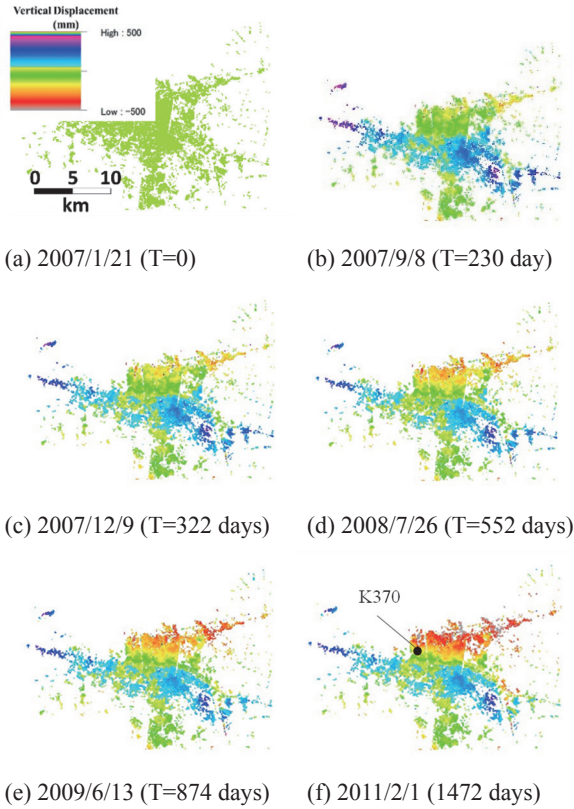 Vertical Displacement
(mm)
High : 500
Low : -500
0 5 10
km
(a) 2007/1/21 (T=0)
(b) 2007/9/8 (T=230 day)
(c) 2007/12/9 (T=322 days)
(d) 2008/7/26 (T=552 days)
K370
(e) 2009/6/13 (T=874 days)
(f) 2011/2/1 (1472 days)